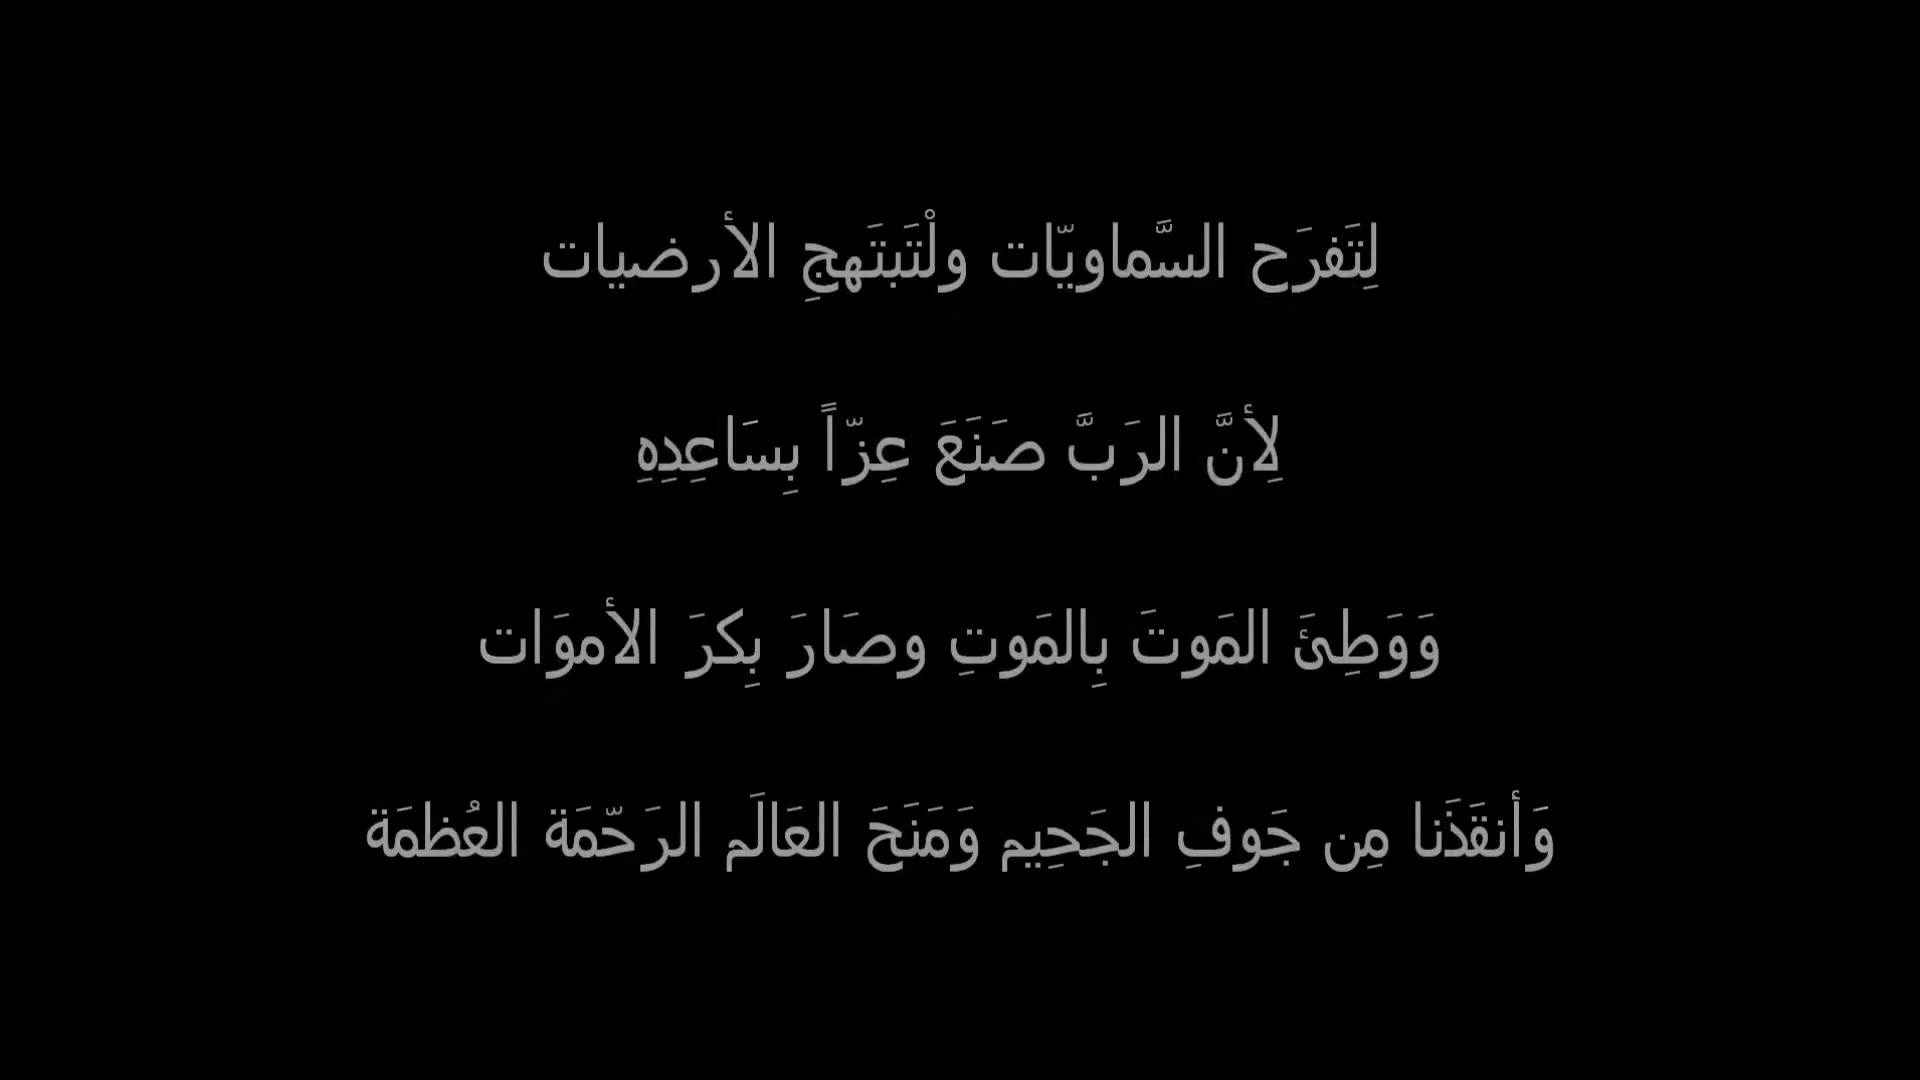 لِتَفرَح السَّماويّات ولْتَبتَهجِ الأرضيات
لِأنَّ الرَبَّ صَنَعَ عِزّاً بِسَاعِدِهِ
وَوَطِئَ المَوتَ بِالمَوتِ وصَارَ بِكرَ الأموَات
وَأنقَذَنا مِن جَوفِ الجَحِيم وَمَنَحَ العَالَم الرَحّمَة العُظمَة